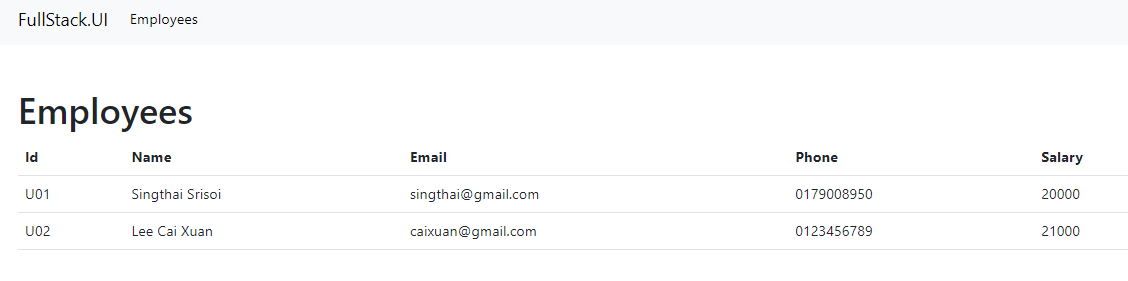 FullStack.UI Employees
Employees
Id Name Email Phone Salary
U01 Singthai Srisoi singthai@gmail.com 0179008950 20000
U02 Lee Cai Xuan caixuan@gmail.com 0123456789 21000